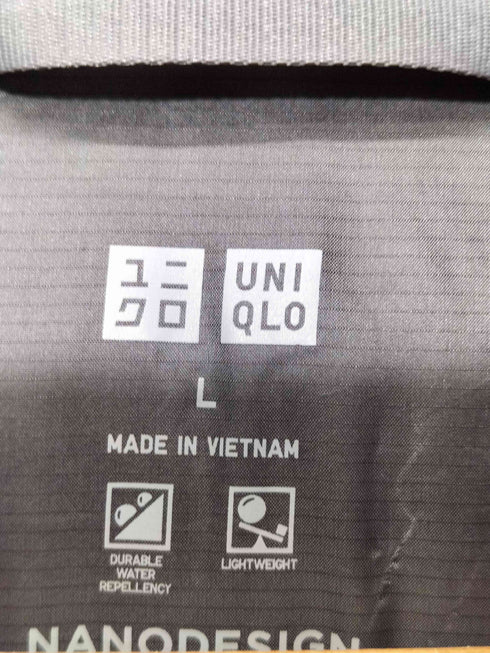 ユニ
クロ
UNI
QLO
L
MADE IN VIETNAM
DURABLE
WATER
REPELLENCY
LIGHTWEIGHT
NANODESIGN